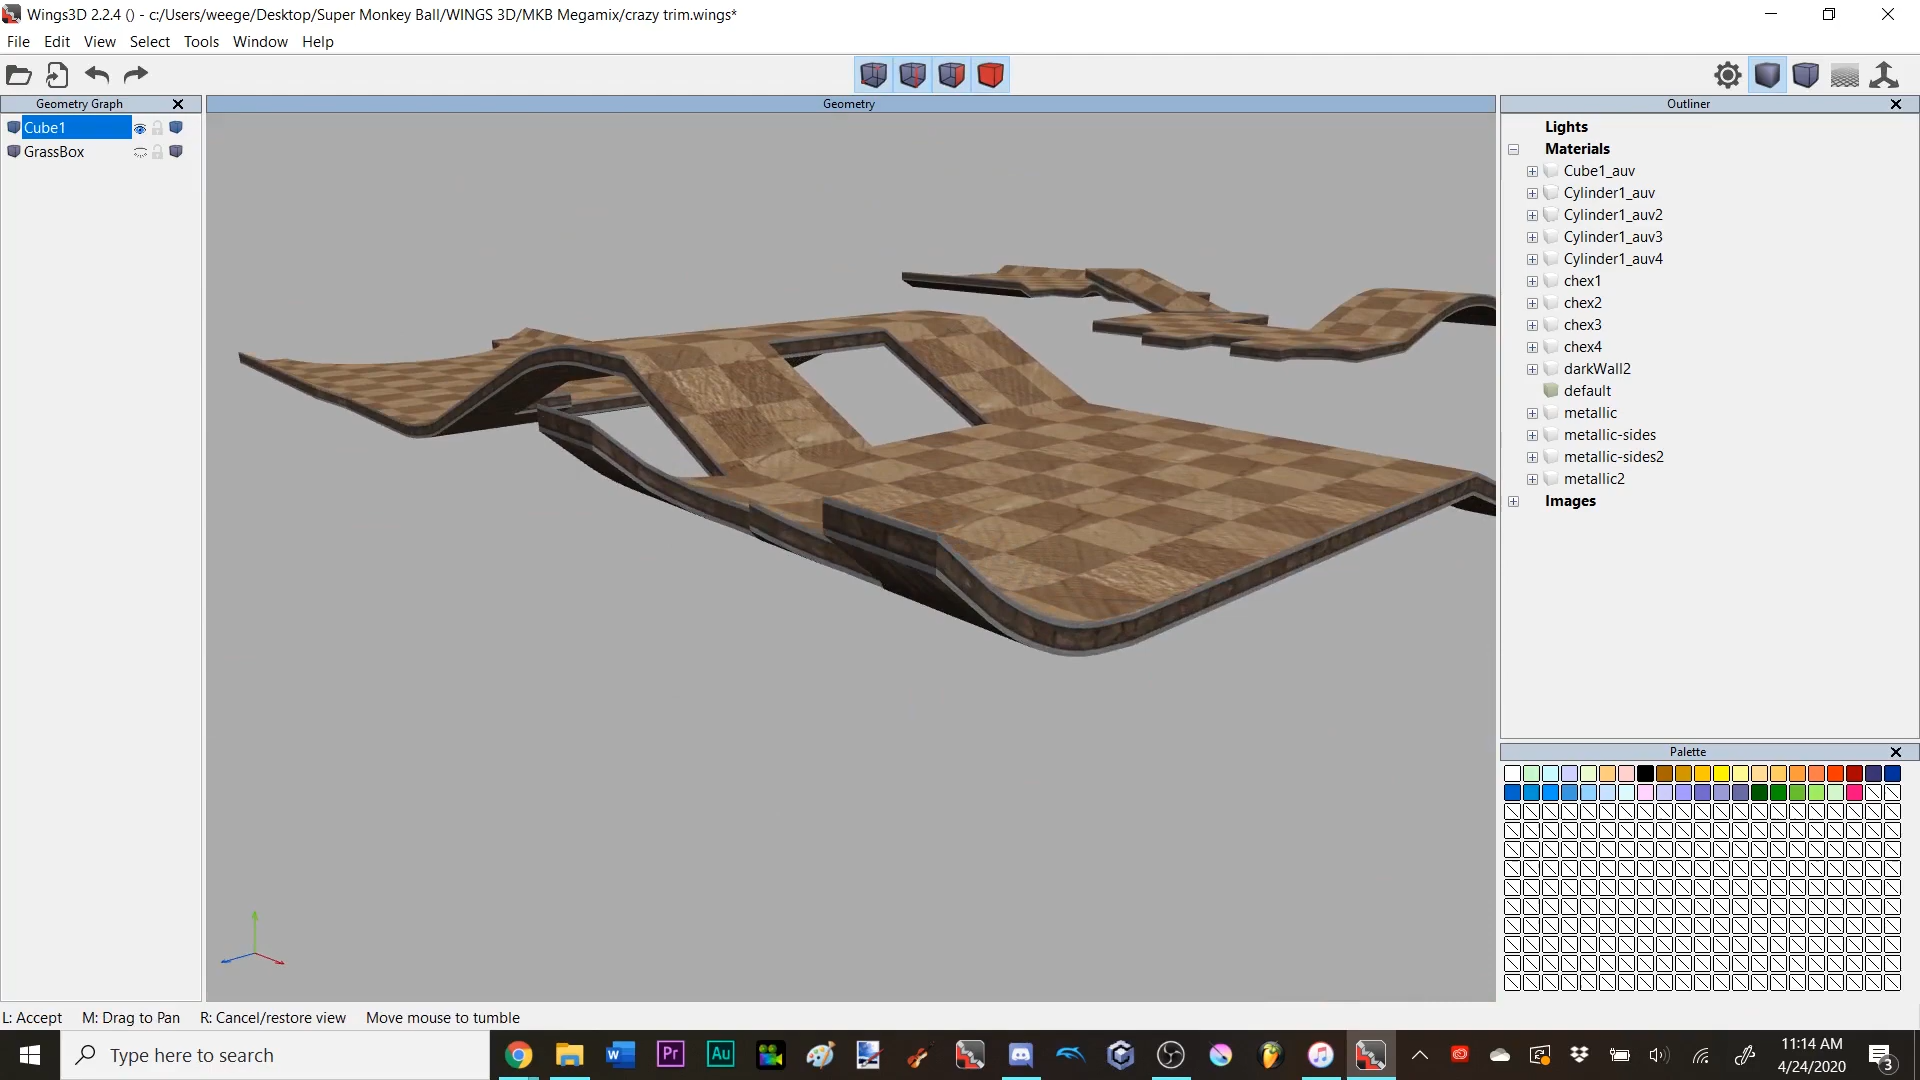 Wings3D 2.2.4 () - c:/Users/weege/Desktop/Super Monkey Ball/WINGS 3D/MKB Megamix/crazy trim.wings*
File Edit View Select Tools Window Help
Geometry Graph
Geometry
Outliner
Cube1
GrassBox
Lights
Materials
Cube1_auv
Cylinder1_auv
Cylinder1_auv2
Cylinder1_auv3
Cylinder1_auv4
chex1
chex2
chex3
chex4
darkWall2
default
metallic
metallic-sides
metallic-sides2
metallic2
Images
Palette
L: Accept M: Drag to Pan R: Cancel/restore view Move mouse to tumble
Type here to search
Pr
Au
11:14 AM
4/24/2020
3